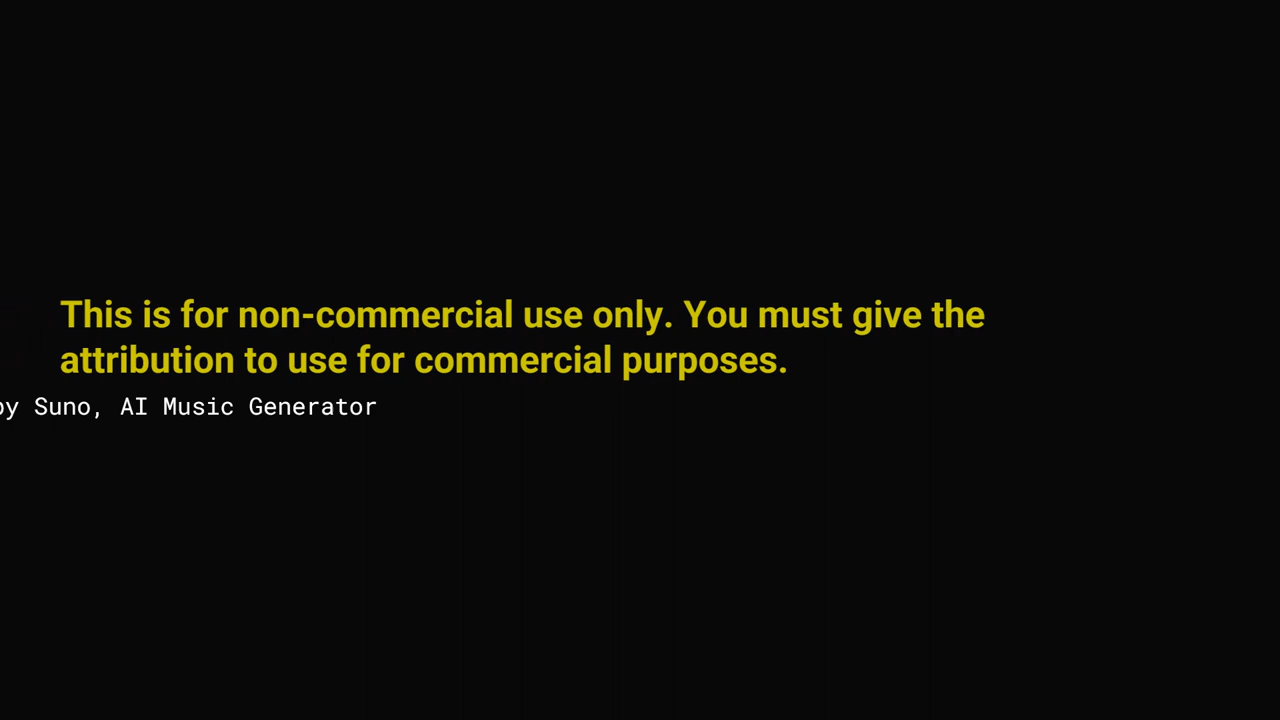 This is for non-commercial use only. You must give the
attribution to use for commercial purposes.
by Suno, AI Music Generator